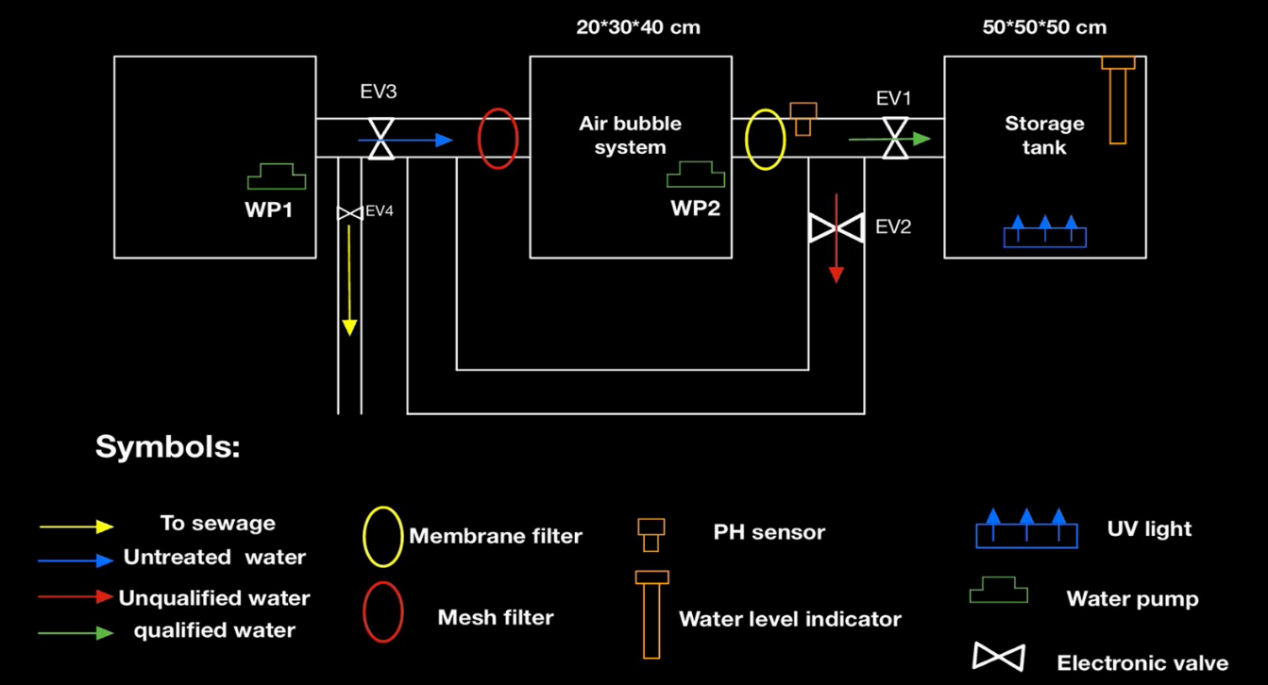 20*30*40 cm
50*50*50 cm
EV3
EV1
Air bubble
system
Storage
tank
WP1
EV4
WP2
EV2
Symbols:
To sewage
Untreated water
Unqualified water
qualified water
Membrane filter
Mesh filter
PH sensor
Water level indicator
UV light
Water pump
Electronic valve